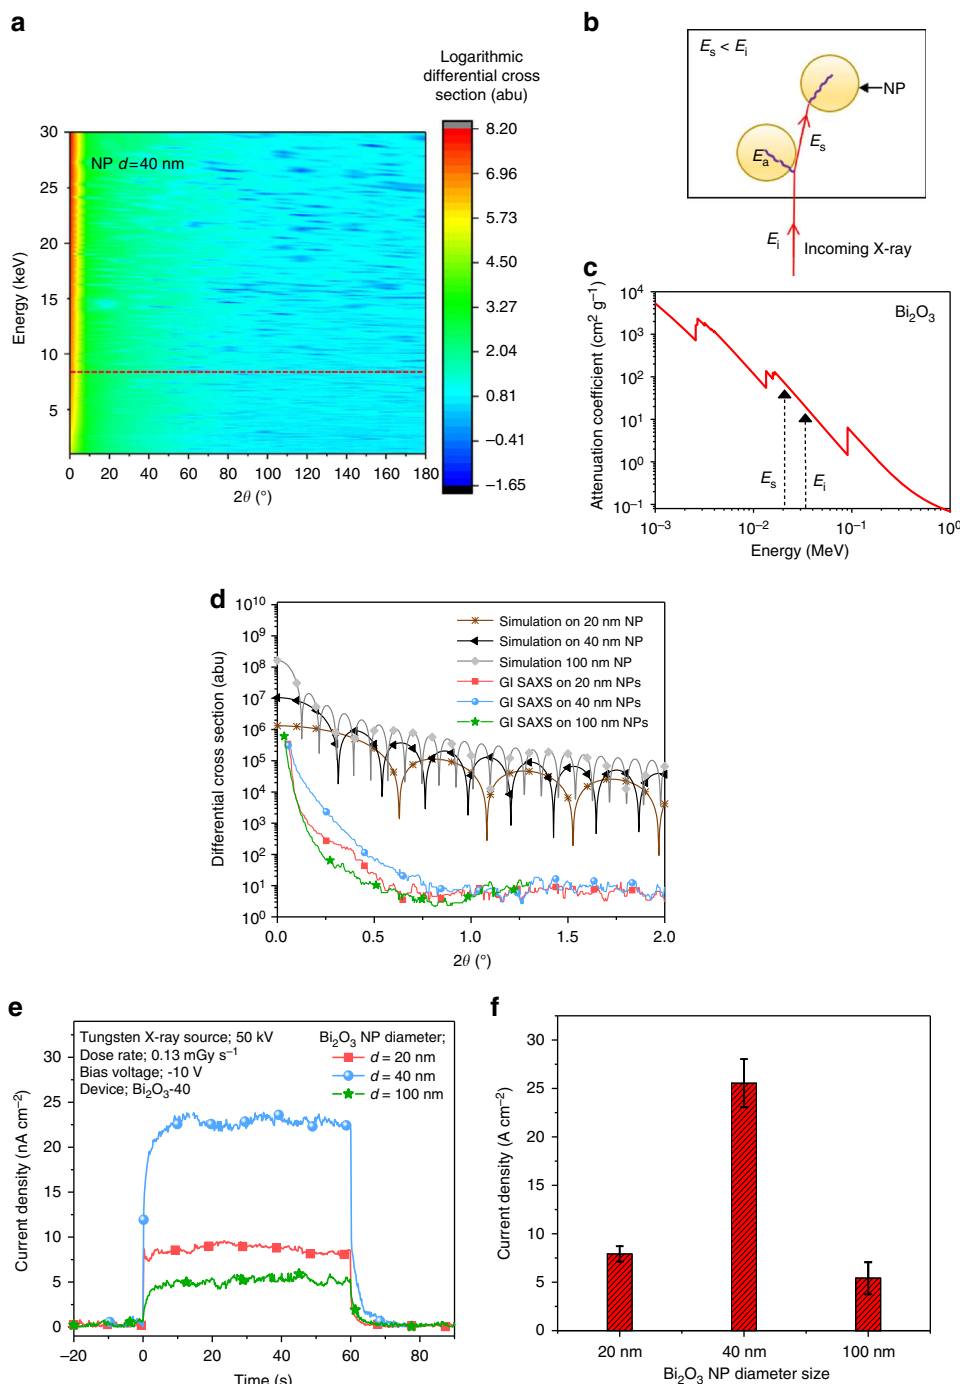 a
Logarithmic
differential cross
section (abu)
NP d = 40 nm
30
25
20
15
10
5
Energy (keV)
0 20 40 60 80 100 120 140 160 180
2θ (°)
8.20
6.96
5.73
4.50
3.27
2.04
0.81
−0.41
−1.65
b
Es < Ei
NP
Ea
Es
Ei
Incoming X-ray
c
Bi2O3
Attenuation coefficient (cm² g⁻¹)
10⁴
10³
10²
10¹
10⁰
10⁻¹
Es
Ei
10⁻³ 10⁻² 10⁻¹ 10⁰
Energy (MeV)
d
Differential cross section (abu)
10¹⁰
10⁹
10⁸
10⁷
10⁶
10⁵
10⁴
10³
10²
10¹
10⁰
Simulation on 20 nm NP
Simulation on 40 nm NP
Simulation 100 nm NP
GI SAXS on 20 nm NPs
GI SAXS on 40 nm NPs
GI SAXS on 100 nm NPs
0.0 0.5 1.0 1.5 2.0
2θ (°)
e
Tungsten X-ray source; 50 kV
Dose rate; 0.13 mGy s⁻¹
Bias voltage; -10 V
Device; Bi2O3-40
Bi2O3 NP diameter;
d = 20 nm
d = 40 nm
d = 100 nm
Current density (nA cm⁻²)
30
25
20
15
10
5
0
−20 0 20 40 60 80
Time (s)
f
Current density (A cm⁻²)
30
25
20
15
10
5
0
20 nm 40 nm 100 nm
Bi2O3 NP diameter size